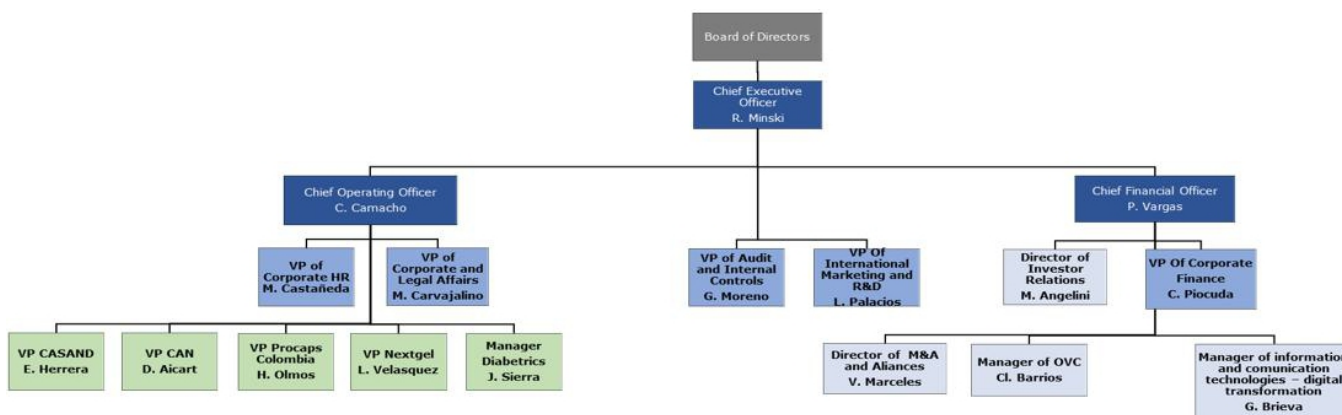 Board of Directors
Chief Executive
Officer
R. Minski
Chief Operating Officer
C. Camacho
Chief Financial Officer
P. Vargas
VP of
Corporate HR
M. Castañeda
VP of
Corporate and
Legal Affairs
M. Carvajalino
VP of Audit
and Internal
Controls
G. Moreno
VP Of
International
Marketing and
R&D
L. Palacios
Director of
Investor
Relations
M. Angelini
VP Of Corporate
Finance
C. Piocuda
VP CASAND
E. Herrera
VP CAN
D. Aicart
VP Procaps
Colombia
H. Olmos
VP Nextgel
L. Velasquez
Manager
Diabetrics
J. Sierra
Director of M&A
and Aliances
V. Marceles
Manager of OVC
Cl. Barrios
Manager of information
and comunication
technologies – digital
transformation
G. Brieva